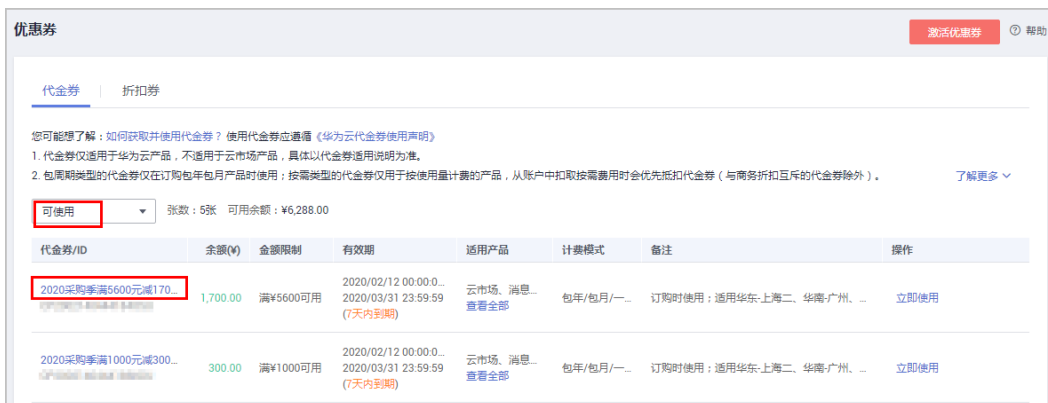 优惠券
激活优惠券
帮助
代金券
折扣券
您可能想了解：如何获取并使用代金券？ 使用代金券应遵循《华为云代金券使用声明》
1. 代金券仅适用于华为云产品，不适用于云市场产品，具体以代金券适用说明为准。
2. 包周期类型的代金券仅在订购包年包月产品时使用；按需类型的代金券仅用于按使用量计费的产品，从账户中扣取按需费用时会优先抵扣代金券（与商务折扣互斥的代金券除外）。
了解更多
可使用
张数：5张 可用余额：¥6,288.00
代金券/ID 余额(¥) 金额限制 有效期 适用产品 计费模式 备注 操作
2020采购季满5600元减170...
1,700.00
满¥5600可用
2020/02/12 00:00:0...
2020/03/31 23:59:59
(7天内到期)
云市场、消息...
查看全部
包年/包月/一...
订购时使用；适用华东-上海二、华南-广州、...
立即使用
2020采购季满1000元减300...
300.00
满¥1000可用
2020/02/12 00:00:0...
2020/03/31 23:59:59
(7天内到期)
云市场、消息...
查看全部
包年/包月/一...
订购时使用；适用华东-上海二、华南-广州、...
立即使用